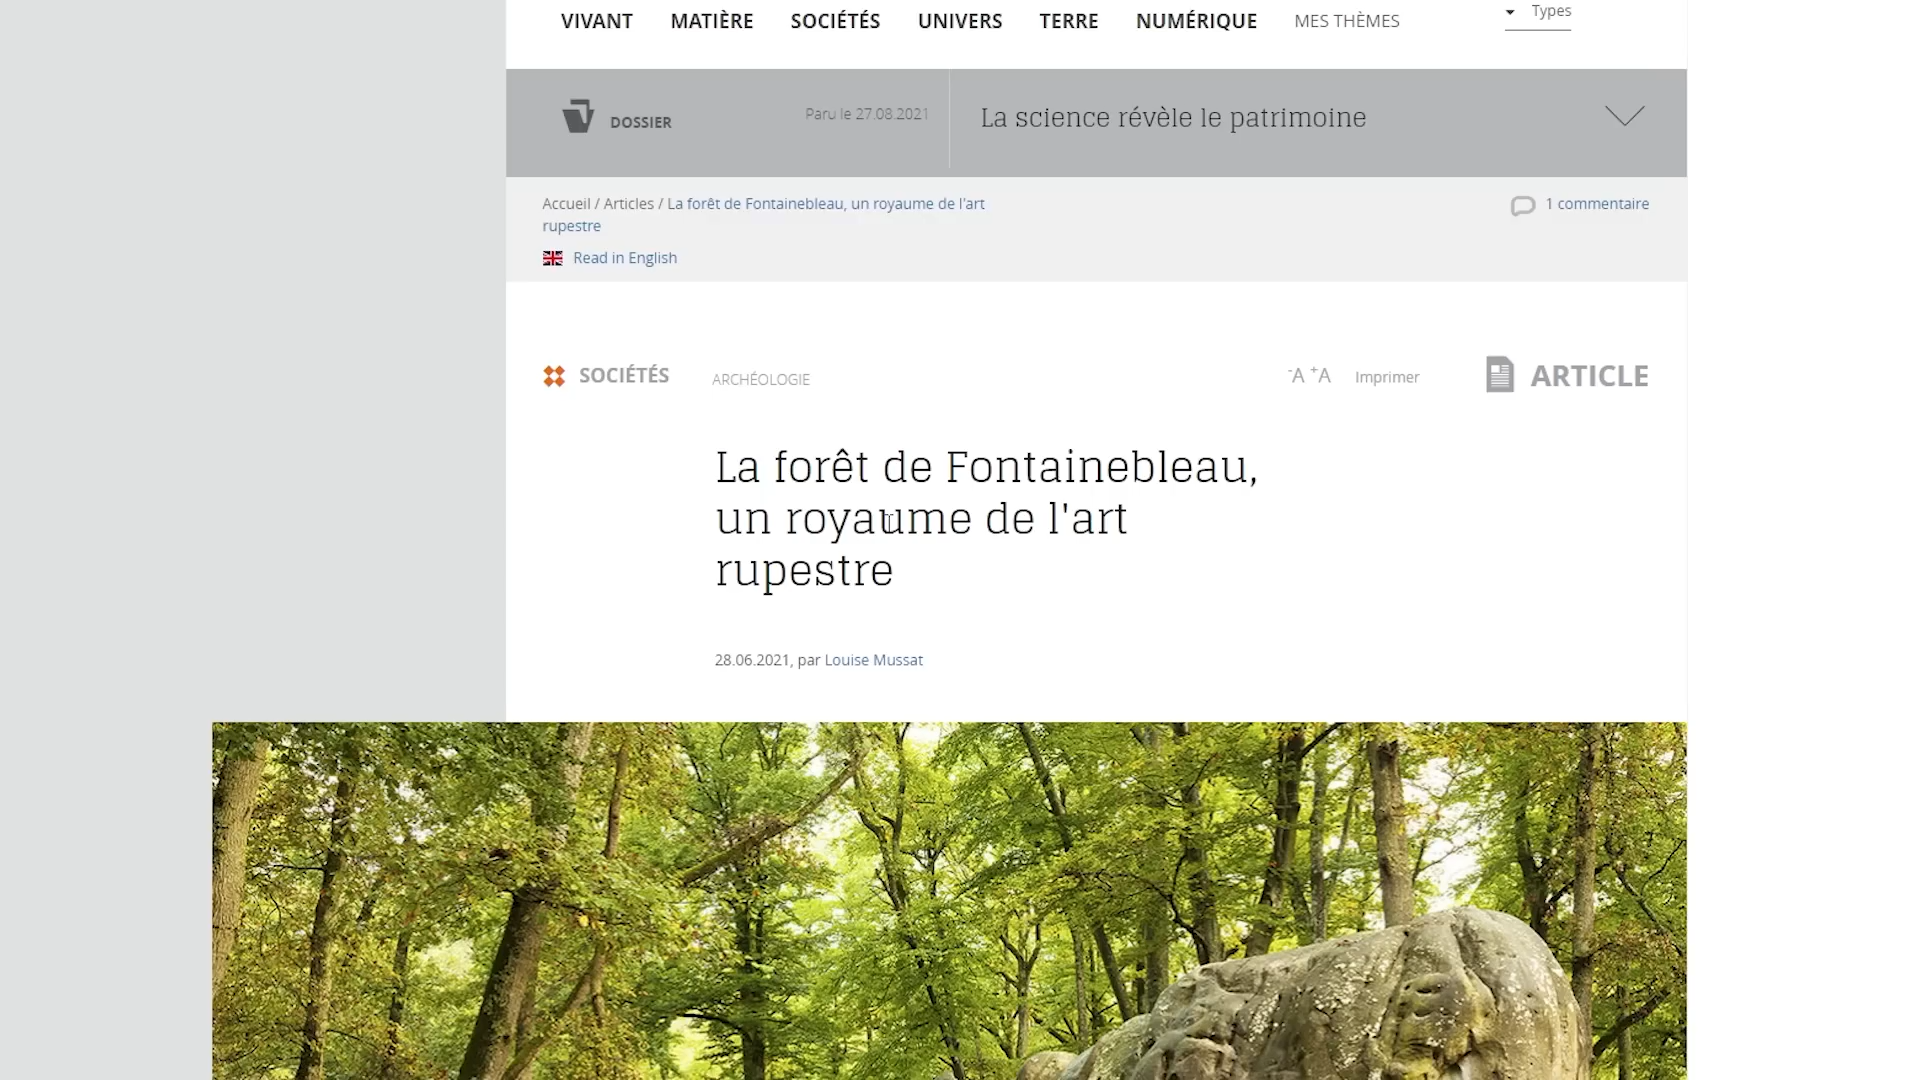 VIVANT MATIÈRE SOCIÉTÉS UNIVERS TERRE NUMÉRIQUE MES THÈMES Types
DOSSIER Paru le 27.08.2021 La science révèle le patrimoine
Accueil / Articles / La forêt de Fontainebleau, un royaume de l'art
rupestre
1 commentaire
Read in English
SOCIÉTÉS ARCHÉOLOGIE -A +A Imprimer ARTICLE
La forêt de Fontainebleau,
un royaume de l'art
rupestre
28.06.2021, par Louise Mussat